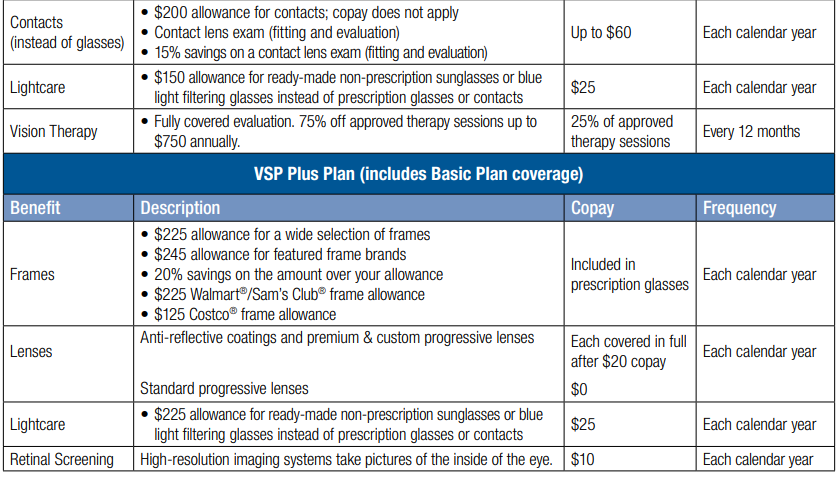 Contacts
(instead of glasses)
• $200 allowance for contacts; copay does not apply
• Contact lens exam (fitting and evaluation)
• 15% savings on a contact lens exam (fitting and evaluation)
Up to $60
Each calendar year
Lightcare
• $150 allowance for ready-made non-prescription sunglasses or blue
light filtering glasses instead of prescription glasses or contacts
$25
Each calendar year
Vision Therapy
• Fully covered evaluation. 75% off approved therapy sessions up to
$750 annually.
25% of approved
therapy sessions
Every 12 months
VSP Plus Plan (includes Basic Plan coverage)
Benefit
Description
Copay
Frequency
Frames
• $225 allowance for a wide selection of frames
• $245 allowance for featured frame brands
• 20% savings on the amount over your allowance
• $225 Walmart®/Sam's Club® frame allowance
• $125 Costco® frame allowance
Included in
prescription glasses
Each calendar year
Lenses
Anti-reflective coatings and premium & custom progressive lenses
Each covered in full
after $20 copay
Standard progressive lenses
$0
Each calendar year
Lightcare
• $225 allowance for ready-made non-prescription sunglasses or blue
light filtering glasses instead of prescription glasses or contacts
$25
Each calendar year
Retinal Screening
High-resolution imaging systems take pictures of the inside of the eye.
$10
Each calendar year